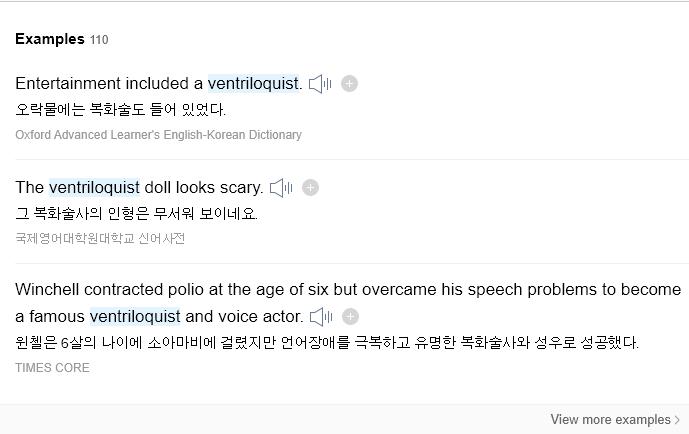 Examples 110
Entertainment included a ventriloquist.
오락물에는 복화술도 들어 있었다.
Oxford Advanced Learner's English-Korean Dictionary
The ventriloquist doll looks scary.
그 복화술사의 인형은 무서워 보이네요.
국제영어대학원대학교 신어사전
Winchell contracted polio at the age of six but overcame his speech problems to become
a famous ventriloquist and voice actor.
윈첼은 6살의 나이에 소아마비에 걸렸지만 언어장애를 극복하고 유명한 복화술사와 성우로 성공했다.
TIMES CORE
View more examples